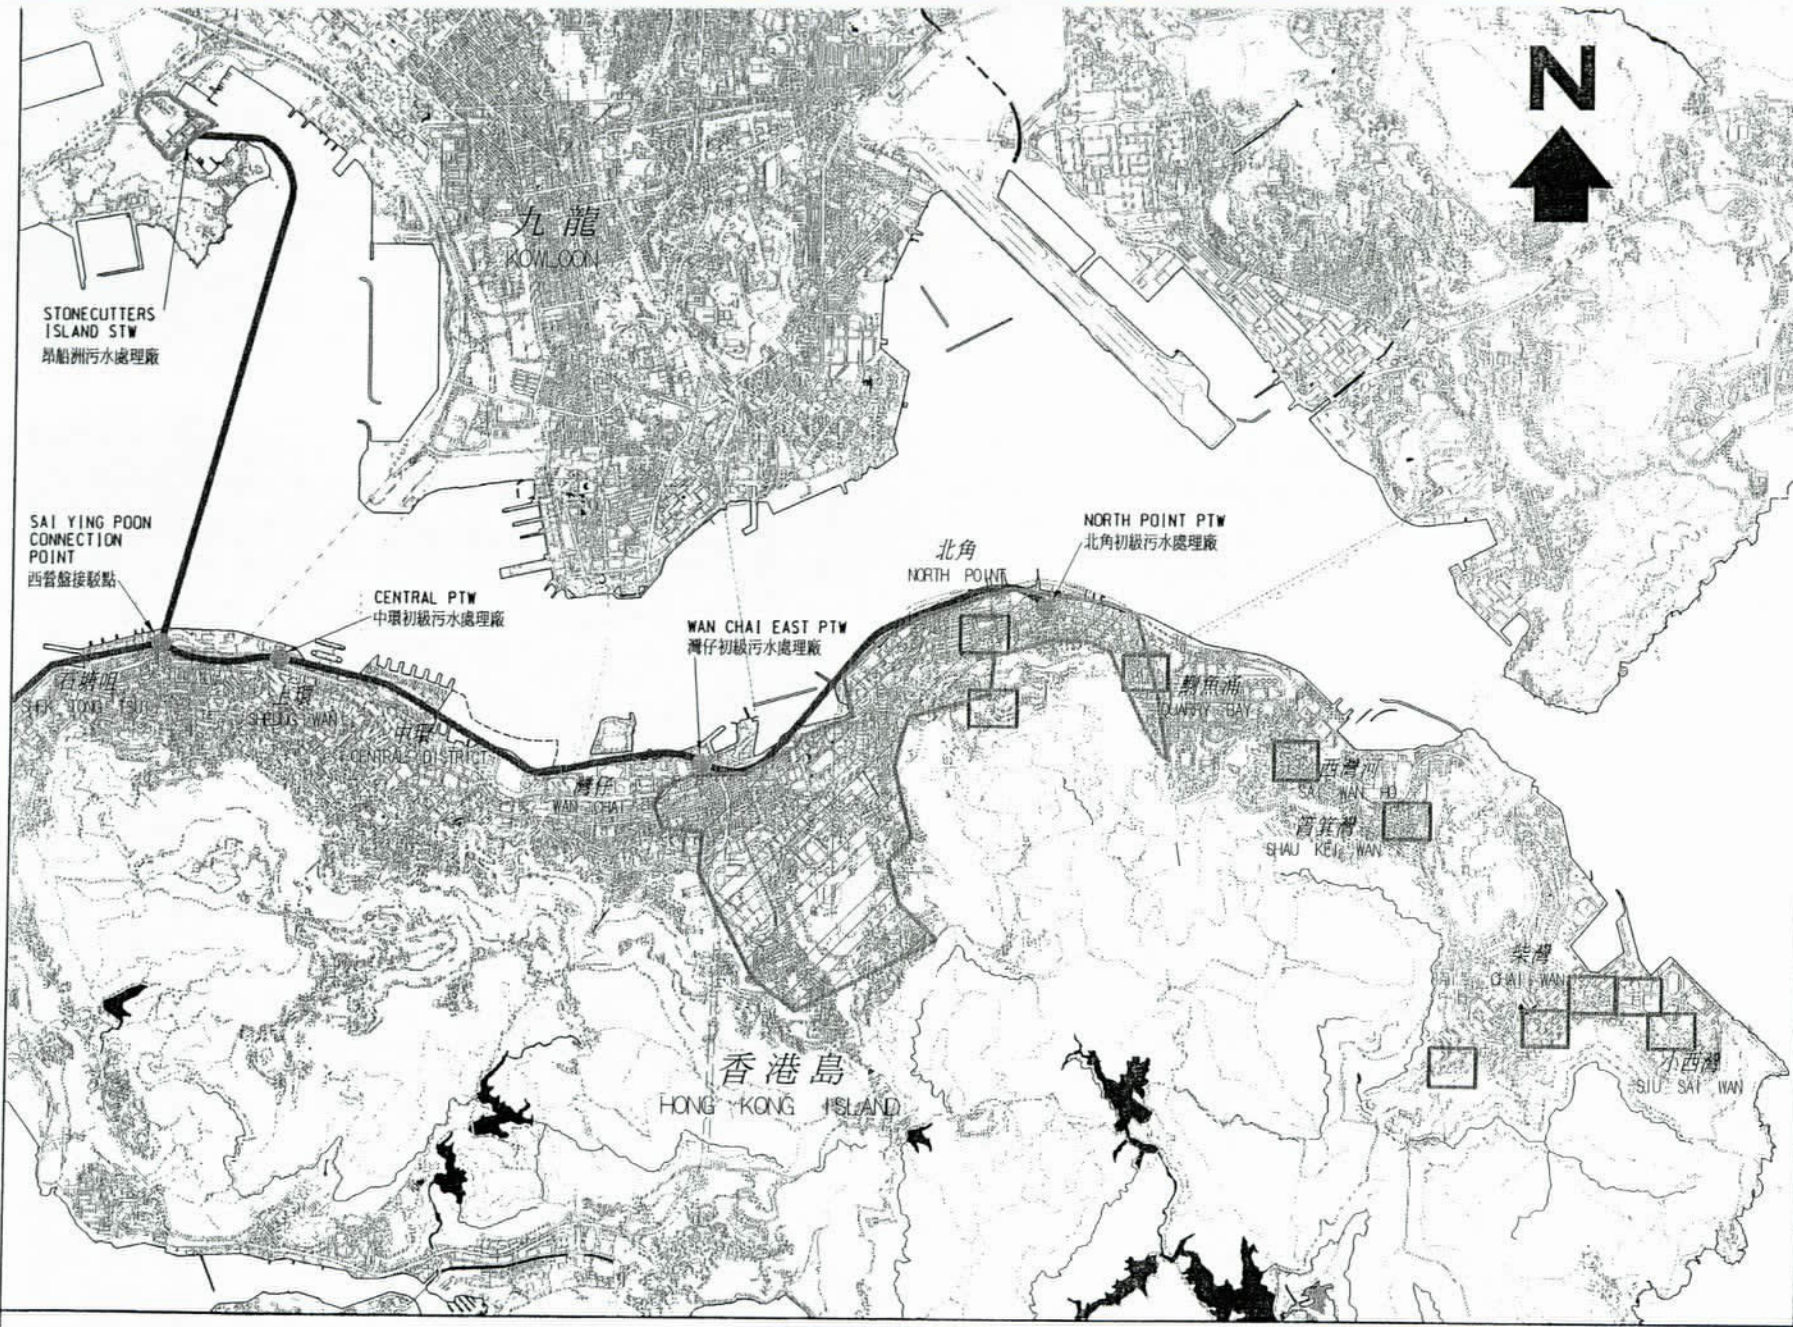 N
九龍
KOWLOON
STONECUTTERS
ISLAND STW
昂船洲污水處理廠
SAI YING POON
CONNECTION
POINT
西營盤接駁點
CENTRAL PTW
中環初級污水處理廠
WAN CHAI EAST PTW
灣仔初級污水處理廠
北角
NORTH POINT
NORTH POINT PTW
北角初級污水處理廠
石塘咀
SHEK TONG TSUI
上環
SHEUNG WAN
中環
CENTRAL DISTRICT
灣仔
WAN CHAI
鰂魚涌
QUARRY BAY
西灣河
SAI WAN HO
筲箕灣
SHAU KEI WAN
柴灣
CHAI WAN
小西灣
SIU SAI WAN
香港島
HONG KONG ISLAND